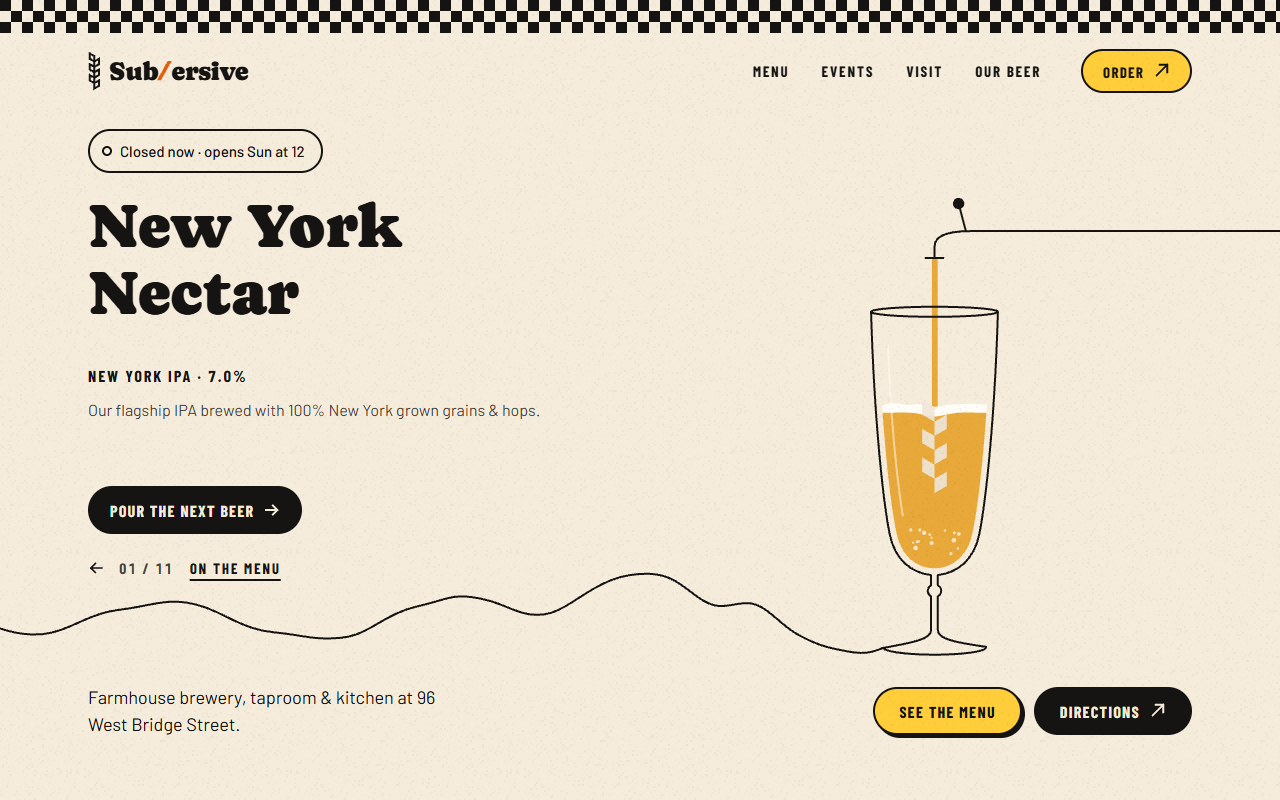 Sub/ersive
MENU
EVENTS
VISIT
OUR BEER
ORDER
Closed now · opens Sun at 12
New York
Nectar
NEW YORK IPA · 7.0%
Our flagship IPA brewed with 100% New York grown grains & hops.
POUR THE NEXT BEER
01 / 11
ON THE MENU
Farmhouse brewery, taproom & kitchen at 96
West Bridge Street.
SEE THE MENU
DIRECTIONS